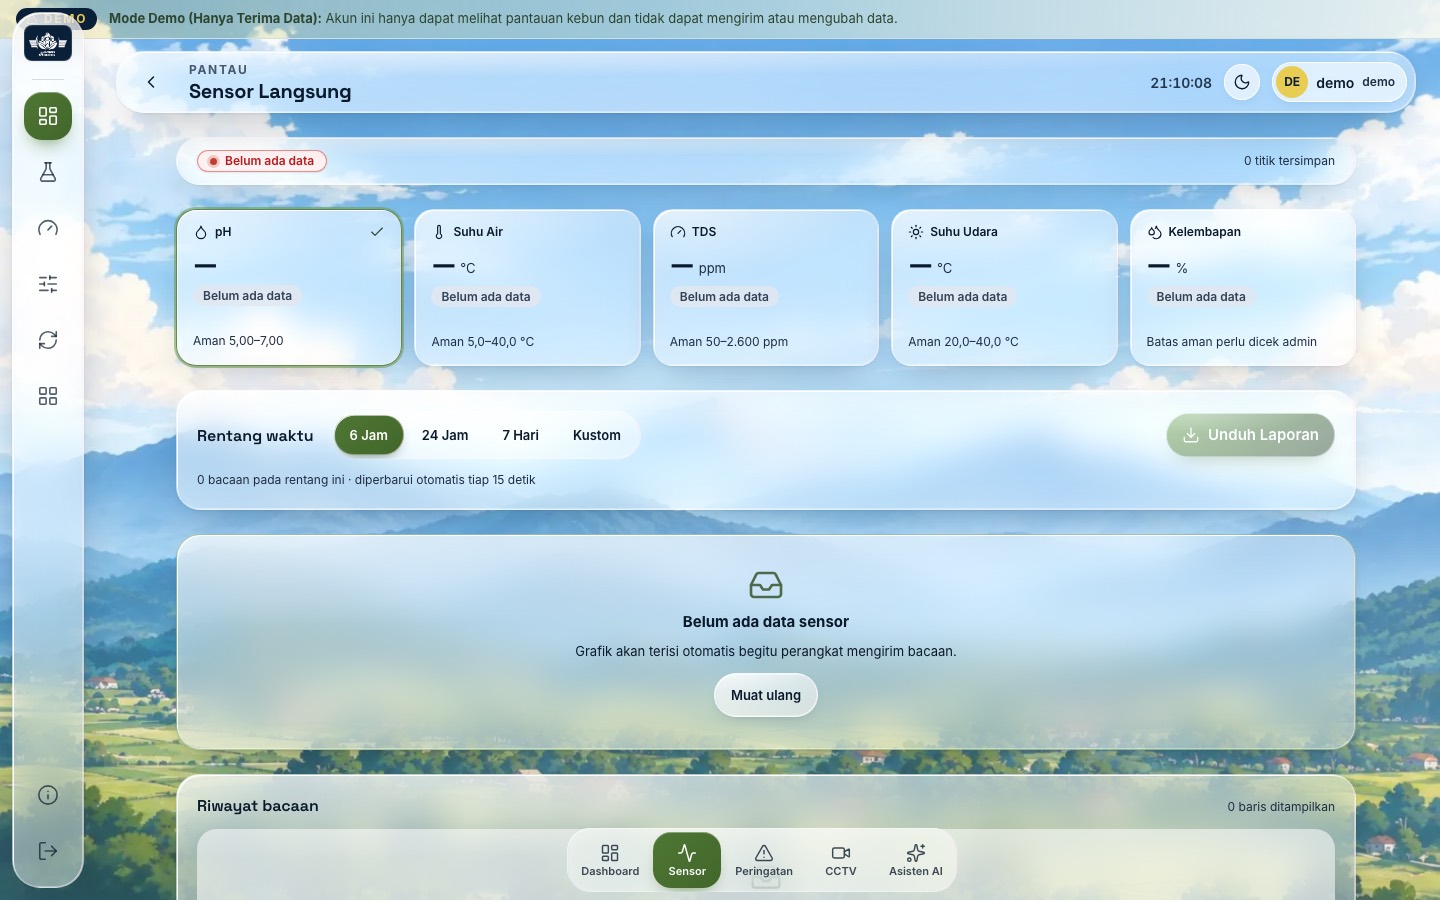 DEMO
Mode Demo (Hanya Terima Data): Akun ini hanya dapat melihat pantauan kebun dan tidak dapat mengirim atau mengubah data.
PANTAU
Sensor Langsung
21:10:08
DE
demo
demo
Belum ada data
0 titik tersimpan
pH
—
Belum ada data
Aman 5,00–7,00
Suhu Air
— °C
Belum ada data
Aman 5,0–40,0 °C
TDS
— ppm
Belum ada data
Aman 50–2.600 ppm
Suhu Udara
— °C
Belum ada data
Aman 20,0–40,0 °C
Kelembapan
— %
Belum ada data
Batas aman perlu dicek admin
Rentang waktu
6 Jam
24 Jam
7 Hari
Kustom
Unduh Laporan
0 bacaan pada rentang ini · diperbarui otomatis tiap 15 detik
Belum ada data sensor
Grafik akan terisi otomatis begitu perangkat mengirim bacaan.
Muat ulang
Riwayat bacaan
0 baris ditampilkan
Dashboard
Sensor
Peringatan
CCTV
Asisten AI